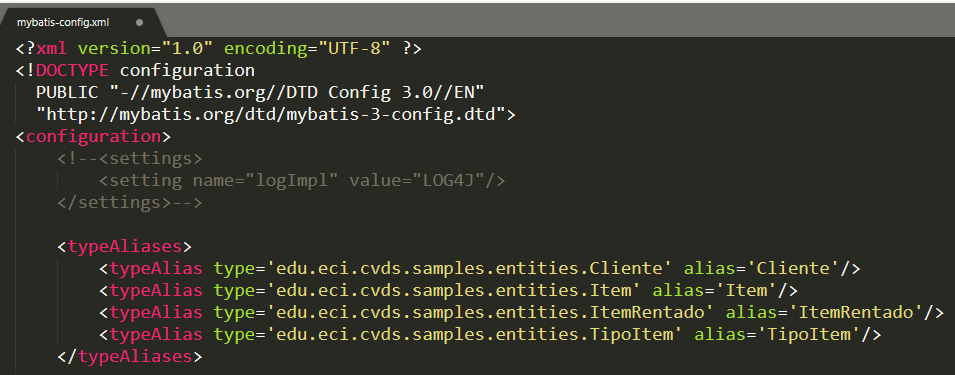 mybatis-config.xml
<?xml version="1.0" encoding="UTF-8" ?>
<!DOCTYPE configuration
  PUBLIC "-//mybatis.org//DTD Config 3.0//EN"
  "http://mybatis.org/dtd/mybatis-3-config.dtd">
<configuration>
    <!--<settings>
        <setting name="logImpl" value="LOG4J"/>
    </settings>-->
    <typeAliases>
        <typeAlias type='edu.eci.cvds.samples.entities.Cliente' alias='Cliente'/>
        <typeAlias type='edu.eci.cvds.samples.entities.Item' alias='Item'/>
        <typeAlias type='edu.eci.cvds.samples.entities.ItemRentado' alias='ItemRentado'/>
        <typeAlias type='edu.eci.cvds.samples.entities.TipoItem' alias='TipoItem'/>
    </typeAliases>